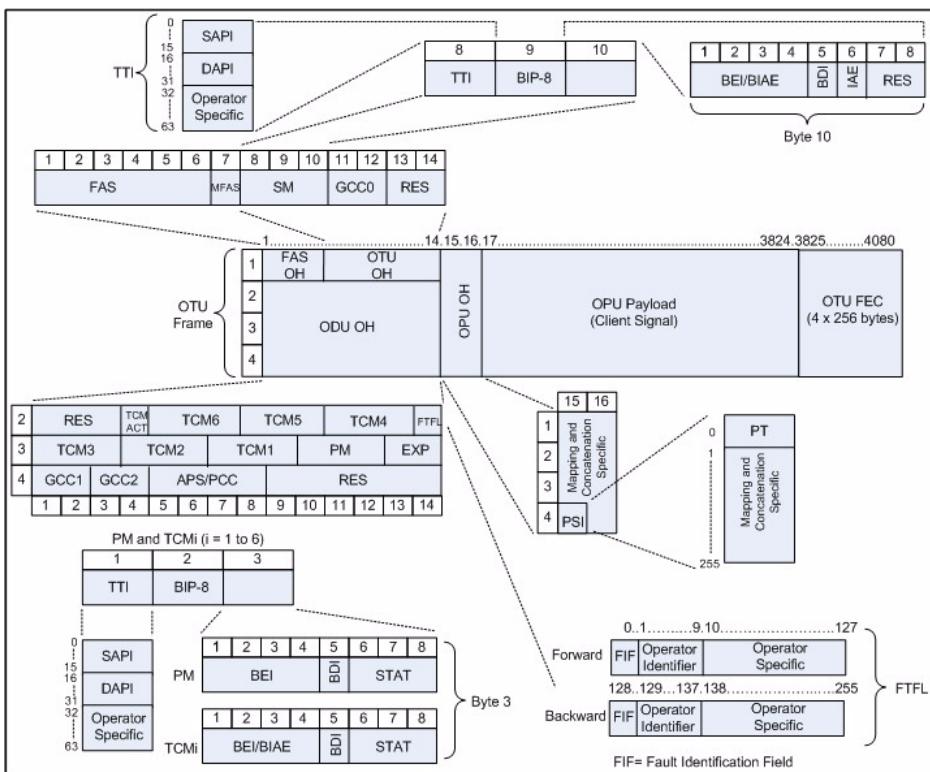 0
15
16
31
32
63
TTI
SAPI
DAPI
Operator
Specific
8 9 10
TTI BIP-8
1 2 3 4 5 6 7 8
BEI/BIAE BDI IAE RES
Byte 10
1 2 3 4 5 6 7 8 9 10 11 12 13 14
FAS MFAS SM GCC0 RES
1..............................14.15.16.17..................................................3824.3825..........4080
OTU
Frame
1
2
3
4
FAS
OH
OTU
OH
ODU OH
OPU OH
OPU Payload
(Client Signal)
OTU FEC
(4 x 256 bytes)
2 RES TCM
ACT TCM6 TCM5 TCM4 FTFL
3 TCM3 TCM2 TCM1 PM EXP
4 GCC1 GCC2 APS/PCC RES
1 2 3 4 5 6 7 8 9 10 11 12 13 14
15 16
1
2
3
4
Mapping and
Concatenation
Specific
PSI
0
1
255
PT
Mapping and
Concatenation
Specific
PM and TCMi (i = 1 to 6)
1 2 3
TTI BIP-8
0
15
16
31
32
63
SAPI
DAPI
Operator
Specific
1 2 3 4 5 6 7 8
PM BEI BDI STAT
1 2 3 4 5 6 7 8
TCMi BEI/BIAE BDI STAT
Byte 3
0..1..........9.10........................127
Forward FIF Operator
Identifier Operator
Specific
128..129....137.138........................255
Backward FIF Operator
Identifier Operator
Specific
FTFL
FIF= Fault Identification Field